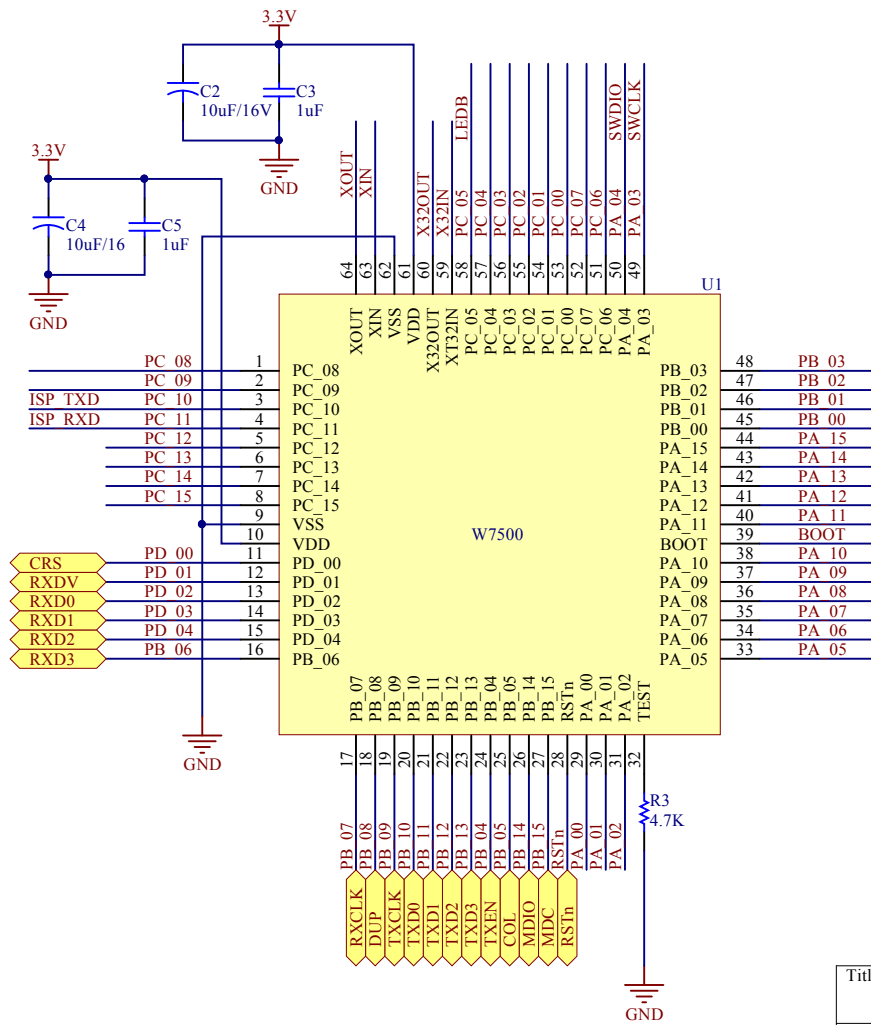 3.3V
C2
10uF/16V
C3
1uF
GND
3.3V
C4
10uF/16
C5
1uF
GND
XOUT
XIN
X32OUT
X32IN
LEDB
PC_05
PC_04
PC_03
PC_02
PC_01
PC_00
PC_07
PC_06
SWDIO
PA_04
SWCLK
PA_03
64
63
62
61
60
59
58
57
56
55
54
53
52
51
50
49
U1
XOUT
XIN
VSS
VDD
X32OUT
XT32IN
PC_05
PC_04
PC_03
PC_02
PC_01
PC_00
PC_07
PC_06
PA_04
PA_03
PC_08 1 PC_08
PC_09 2 PC_09
ISP_TXD PC_10 3 PC_10
ISP_RXD PC_11 4 PC_11
PC_12 5 PC_12
PC_13 6 PC_13
PC_14 7 PC_14
PC_15 8 PC_15
9 VSS
10 VDD
CRS PD_00 11 PD_00
RXDV PD_01 12 PD_01
RXD0 PD_02 13 PD_02
RXD1 PD_03 14 PD_03
RXD2 PD_04 15 PD_04
RXD3 PB_06 16 PB_06
W7500
PB_03 48 PB_03
PB_02 47 PB_02
PB_01 46 PB_01
PB_00 45 PB_00
PA_15 44 PA_15
PA_14 43 PA_14
PA_13 42 PA_13
PA_12 41 PA_12
PA_11 40 PA_11
BOOT 39 BOOT
PA_10 38 PA_10
PA_09 37 PA_09
PA_08 36 PA_08
PA_07 35 PA_07
PA_06 34 PA_06
PA_05 33 PA_05
PB_07
PB_08
PB_09
PB_10
PB_11
PB_12
PB_13
PB_04
PB_05
PB_14
PB_15
RSTn
PA_00
PA_01
PA_02
TEST
GND
17
18
19
20
21
22
23
24
25
26
27
28
29
30
31
32
R3
4.7K
PB_07
PB_08
PB_09
PB_10
PB_11
PB_12
PB_13
PB_04
PB_05
PB_14
PB_15
RSTn
PA_00
PA_01
PA_02
RXCLK
DUP
TXCLK
TXD0
TXD1
TXD2
TXD3
TXEN
COL
MDIO
MDC
RSTn
GND